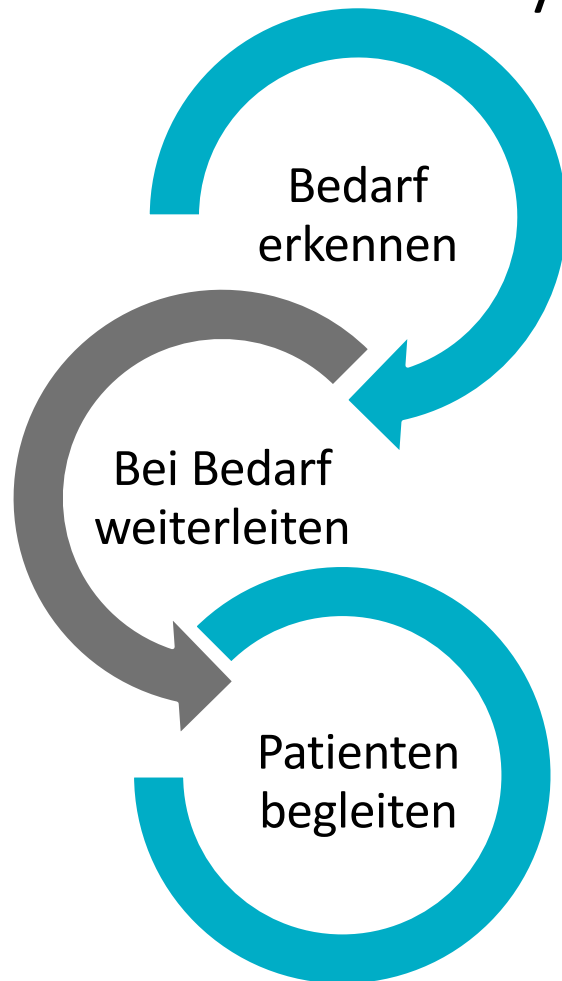 Bedarf
erkennen
Bei Bedarf
weiterleiten
Patienten
begleiten